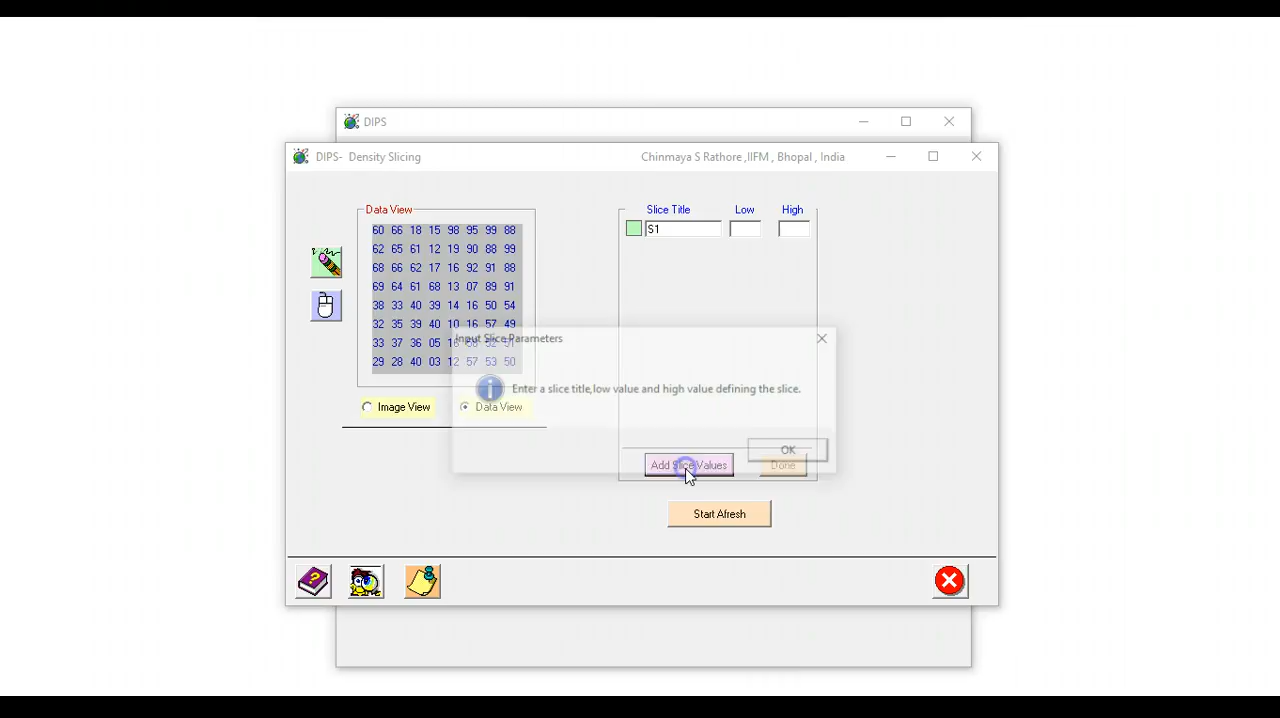 DIPS
DIPS- Density Slicing Chinmaya S Rathore ,IIFM , Bhopal , India
Data View
Slice Title Low High
60 66 18 15 98 95 99 88
S1
62 65 61 12 19 90 88 99
68 66 62 17 16 92 91 88
69 64 61 68 13 07 89 91
38 33 40 39 14 16 50 54
32 35 39 40 10 16 57 49
33 37 36 05
29 28 40 03 12 57 53 50
Input Slice Parameters
Enter a slice title,low value and high value defining the slice.
OK
Image View Data View
Add Slice Values Done
Start Afresh